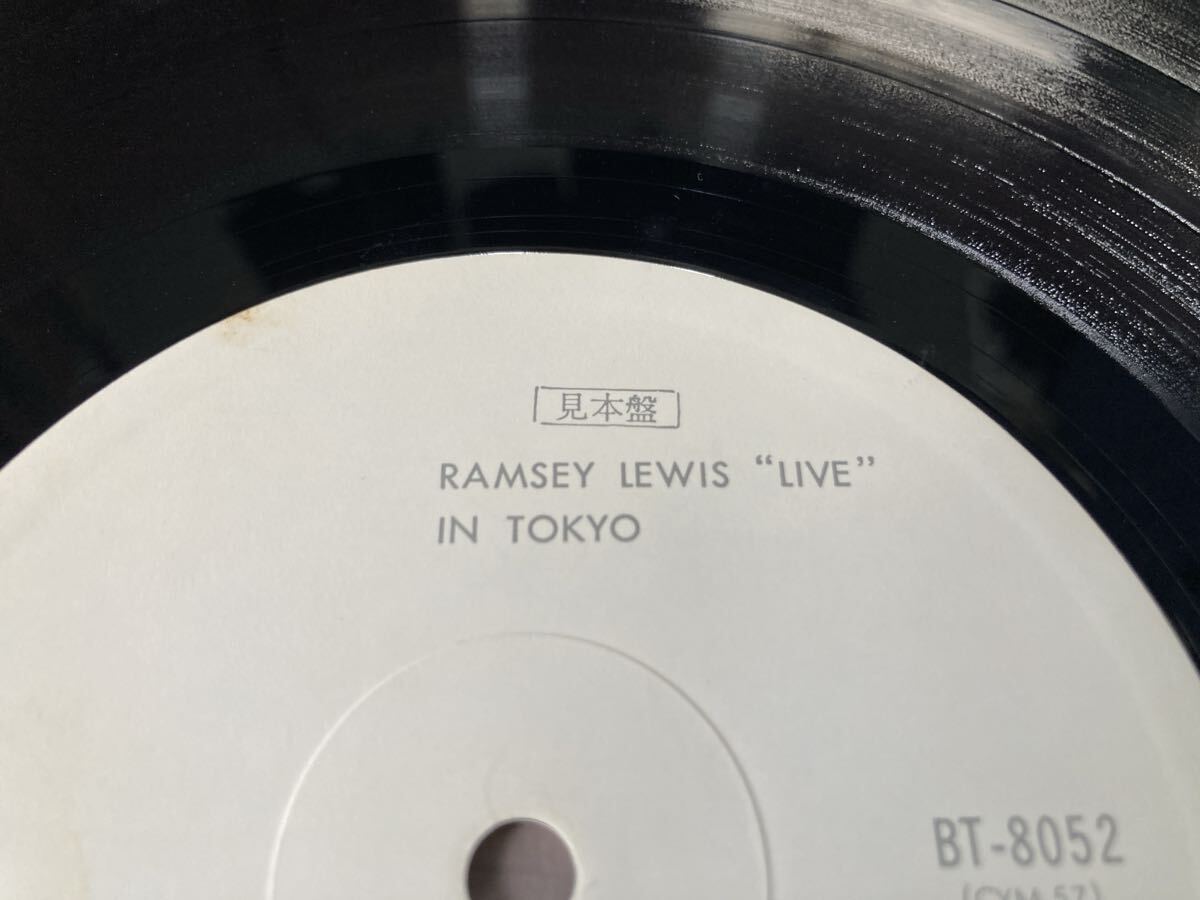 見本盤
RAMSEY LEWIS “LIVE”
IN TOKYO
BT-8052